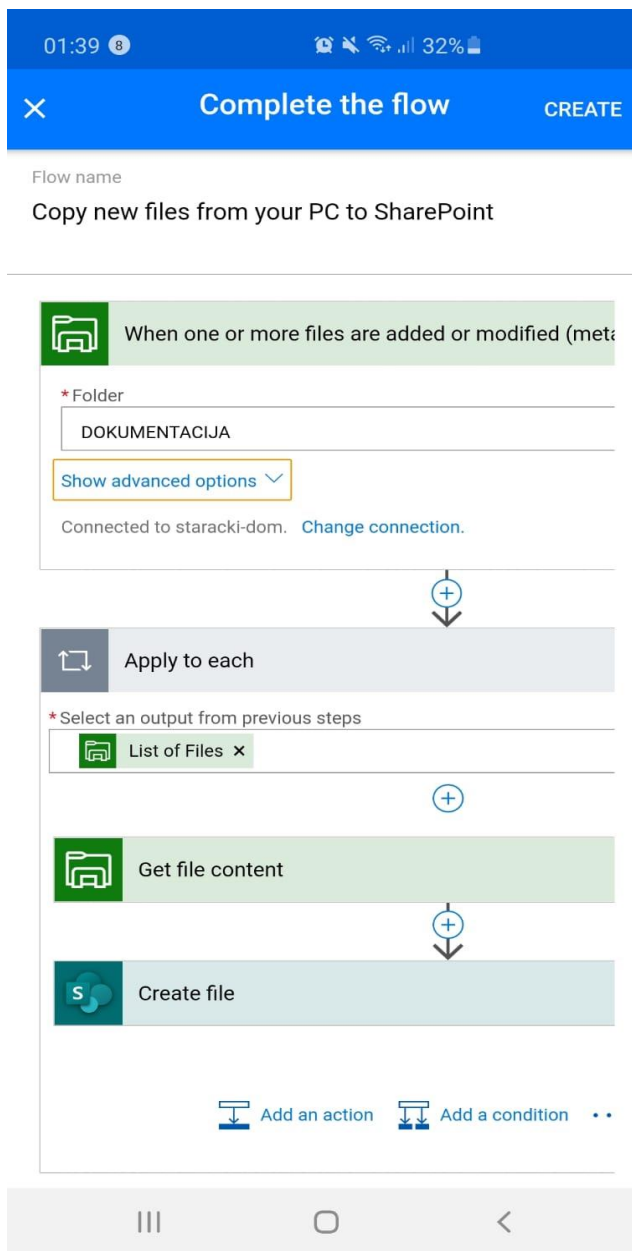 01:39 8 32%
Complete the flow CREATE
Flow name
Copy new files from your PC to SharePoint
When one or more files are added or modified (meta
* Folder
DOKUMENTACIJA
Show advanced options
Connected to staracki-dom. Change connection.
Apply to each
* Select an output from previous steps
List of Files ×
Get file content
S Create file
Add an action Add a condition